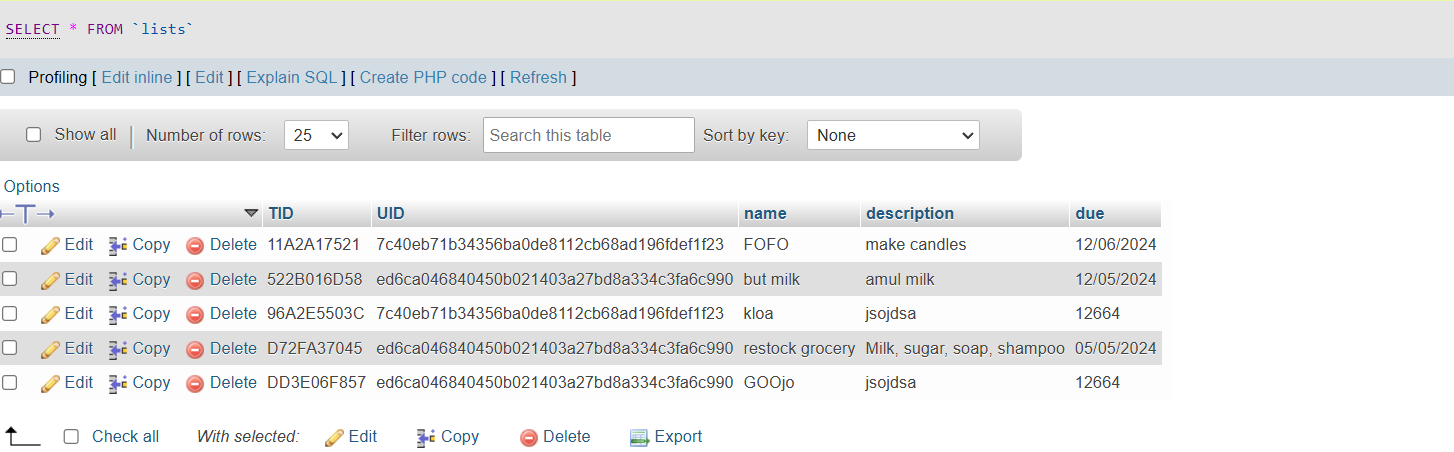 SELECT * FROM `lists`
Profiling [ Edit inline ] [ Edit ] [ Explain SQL ] [ Create PHP code ] [ Refresh ]
Show all Number of rows: 25 Filter rows: Search this table Sort by key: None
Options
TID UID name description due
Edit Copy Delete 11A2A17521 7c40eb71b34356ba0de8112cb68ad196fdef1f23 FOFO make candles 12/06/2024
Edit Copy Delete 522B016D58 ed6ca046840450b021403a27bd8a334c3fa6c990 but milk amul milk 12/05/2024
Edit Copy Delete 96A2E5503C 7c40eb71b34356ba0de8112cb68ad196fdef1f23 kloa jsojdsa 12664
Edit Copy Delete D72FA37045 ed6ca046840450b021403a27bd8a334c3fa6c990 restock grocery Milk, sugar, soap, shampoo 05/05/2024
Edit Copy Delete DD3E06F857 ed6ca046840450b021403a27bd8a334c3fa6c990 GOOjo jsojdsa 12664
Check all With selected: Edit Copy Delete Export